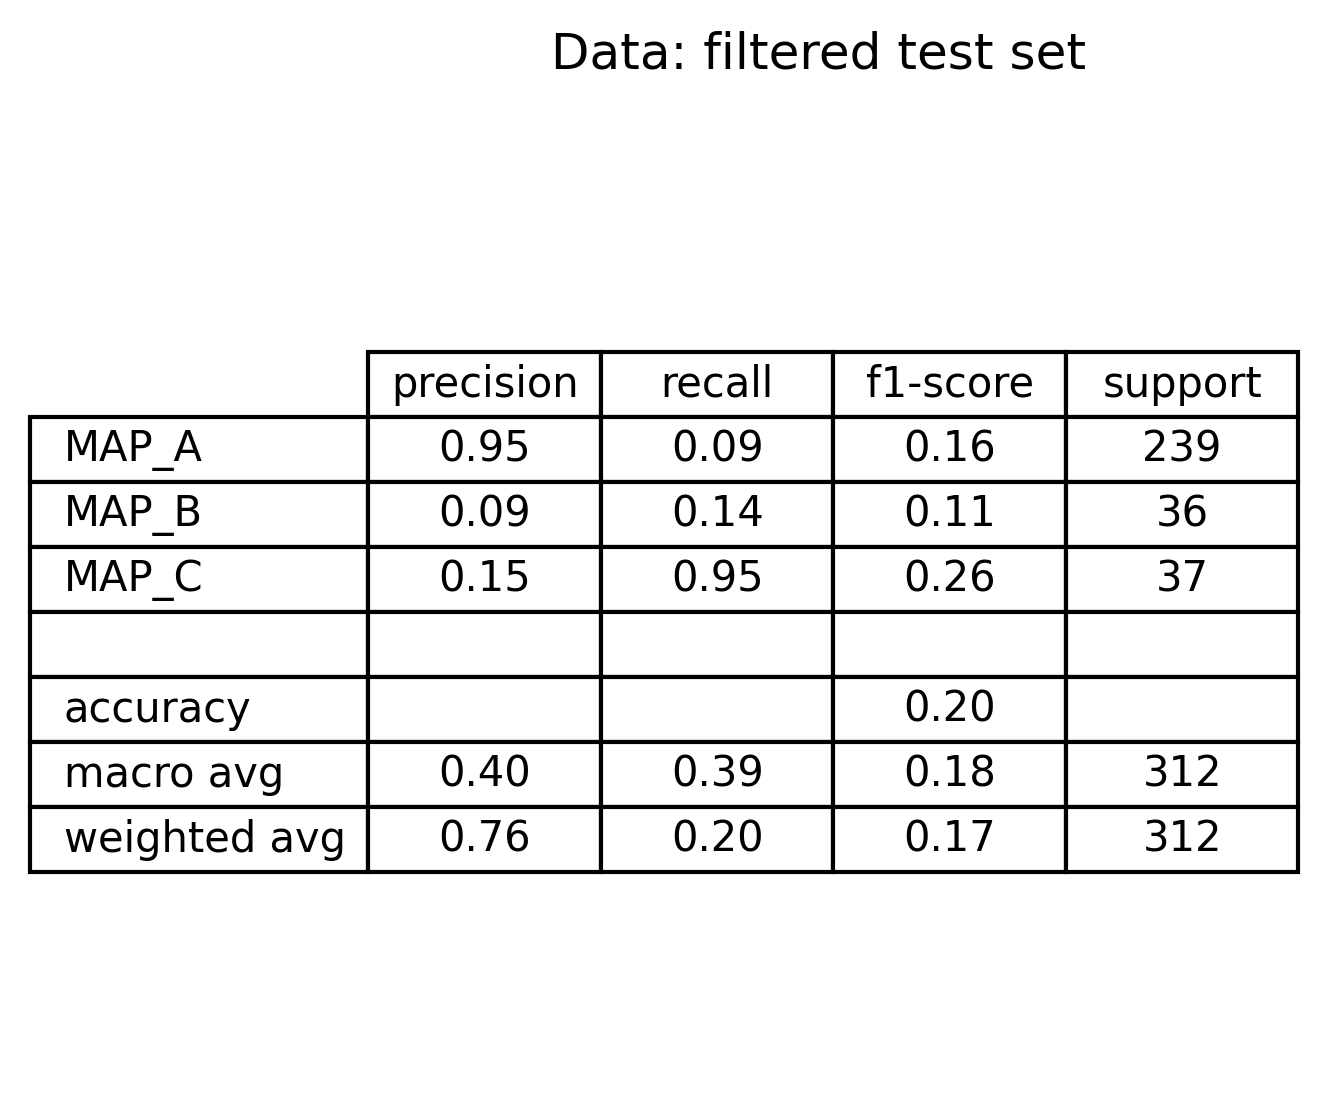 Data: filtered test set
precision recall f1-score support
MAP_A 0.95 0.09 0.16 239
MAP_B 0.09 0.14 0.11 36
MAP_C 0.15 0.95 0.26 37
accuracy 0.20
macro avg 0.40 0.39 0.18 312
weighted avg 0.76 0.20 0.17 312